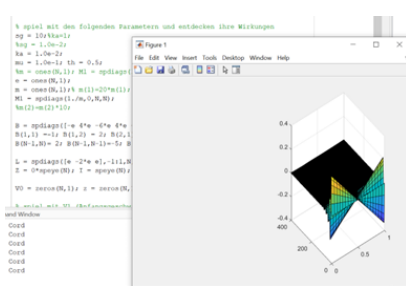 % spiel mit den folgenden Parametern und entdecken ihre Wirkungen
sg = 10;%ka=1;
%sg = 1.0e-2;
ka = 1.0e-2;
mu = 1.0e-1; th = 0.5;
%m = ones(N,1); M1 = spdiags(
e = ones(N,1);
m = ones(N,1);% m(1)=20*m(1);
M1 = spdiags(1./m,0,N,N);
%m(2)=m(2)*10;
B = spdiags([-e 4*e -6*e 4*e
B(1,1) =-1; B(1,2) = 2; B(2,1
B(N-1,N)= 2; B(N-1,N-1)=-5; B
L = spdiags([e -2*e e],-1:1,N
T = 0*speye(N); T = speye(N);
V0 = zeros(N,1); z = zeros(N,
% spiel mit V1
and Window
Cord
Cord
Cord
Cord
Cord
Cord
Figure 1
File Edit View Insert Tools Desktop Window Help
0.4
0.2
0
-0.2
-0.4
400
200
0
0
0.5
1